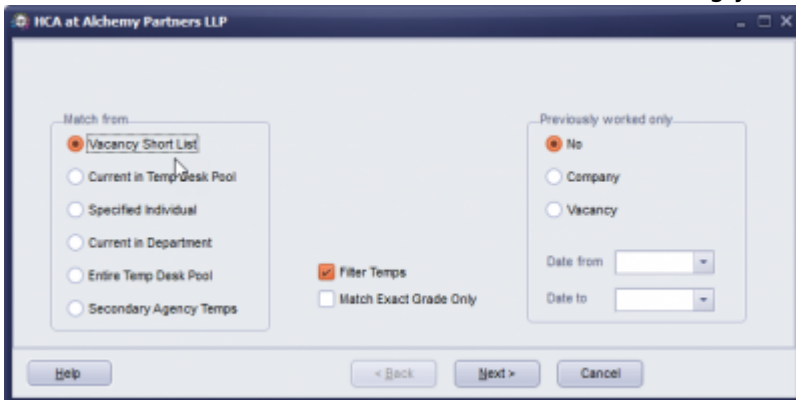 HCA at Alchemy Partners LLP
Match from
Vacancy Short List
Current in Temp Desk Pool
Specified Individual
Current in Department
Entire Temp Desk Pool
Secondary Agency Temps
Filter Temps
Match Exact Grade Only
Previously worked only
No
Company
Vacancy
Date from
Date to
Help
< Back
Next >
Cancel